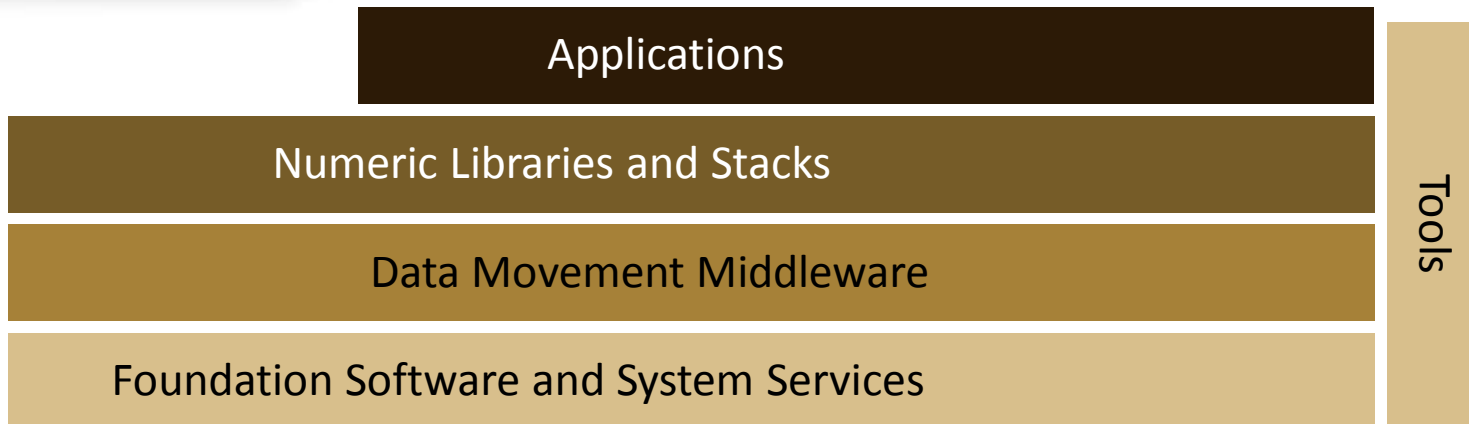 Applications
Numeric Libraries and Stacks
Data Movement Middleware
Foundation Software and System Services
Tools